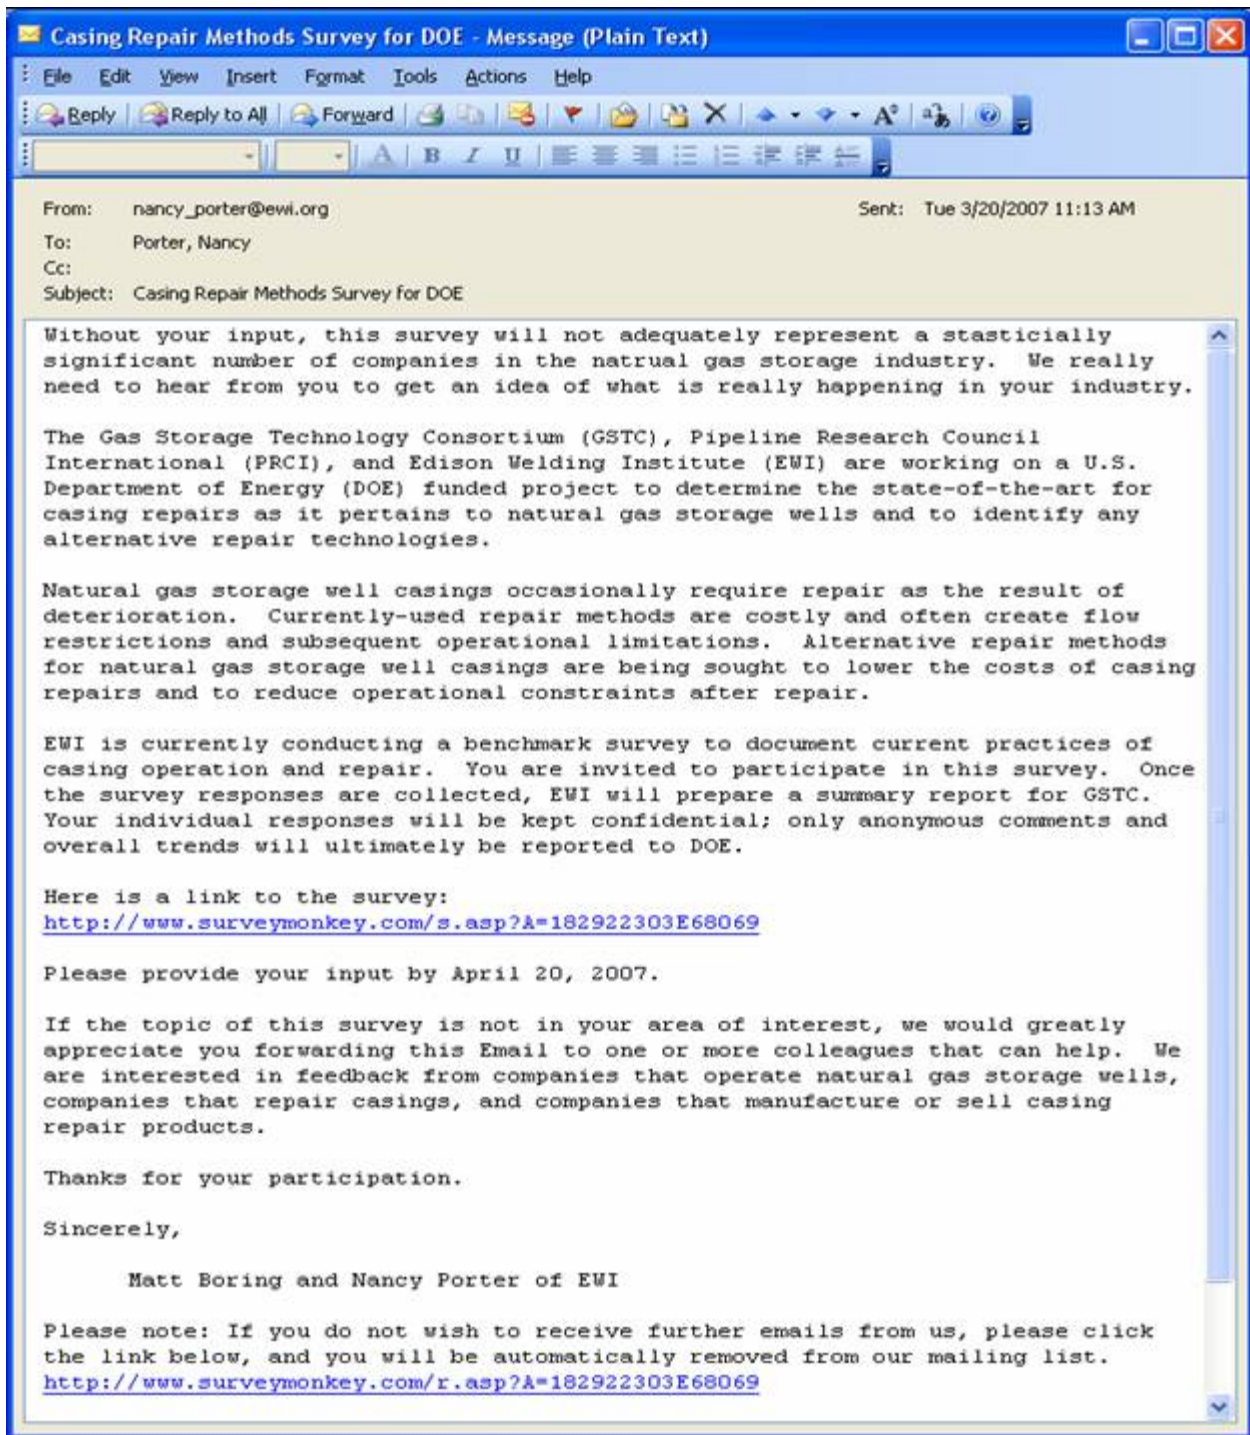 Casing Repair Methods Survey for DOE - Message (Plain Text)
File Edit View Insert Format Tools Actions Help
Reply Reply to All Forward
A B I U
From: nancy_porter@ewi.org Sent: Tue 3/20/2007 11:13 AM
To: Porter, Nancy
Cc:
Subject: Casing Repair Methods Survey for DOE
Without your input, this survey will not adequately represent a stasticially
significant number of companies in the natrual gas storage industry. We really
need to hear from you to get an idea of what is really happening in your industry.
The Gas Storage Technology Consortium (GSTC), Pipeline Research Council
International (PRCI), and Edison Welding Institute (EWI) are working on a U.S.
Department of Energy (DOE) funded project to determine the state-of-the-art for
casing repairs as it pertains to natural gas storage wells and to identify any
alternative repair technologies.
Natural gas storage well casings occasionally require repair as the result of
deterioration. Currently-used repair methods are costly and often create flow
restrictions and subsequent operational limitations. Alternative repair methods
for natural gas storage well casings are being sought to lower the costs of casing
repairs and to reduce operational constraints after repair.
EWI is currently conducting a benchmark survey to document current practices of
casing operation and repair. You are invited to participate in this survey. Once
the survey responses are collected, EWI will prepare a summary report for GSTC.
Your individual responses will be kept confidential; only anonymous comments and
overall trends will ultimately be reported to DOE.
Here is a link to the survey:
http://www.surveymonkey.com/s.asp?A=182922303E68069
Please provide your input by April 20, 2007.
If the topic of this survey is not in your area of interest, we would greatly
appreciate you forwarding this Email to one or more colleagues that can help. We
are interested in feedback from companies that operate natural gas storage wells,
companies that repair casings, and companies that manufacture or sell casing
repair products.
Thanks for your participation.
Sincerely,
Matt Boring and Nancy Porter of EWI
Please note: If you do not wish to receive further emails from us, please click
the link below, and you will be automatically removed from our mailing list.
http://www.surveymonkey.com/r.asp?A=182922303E68069